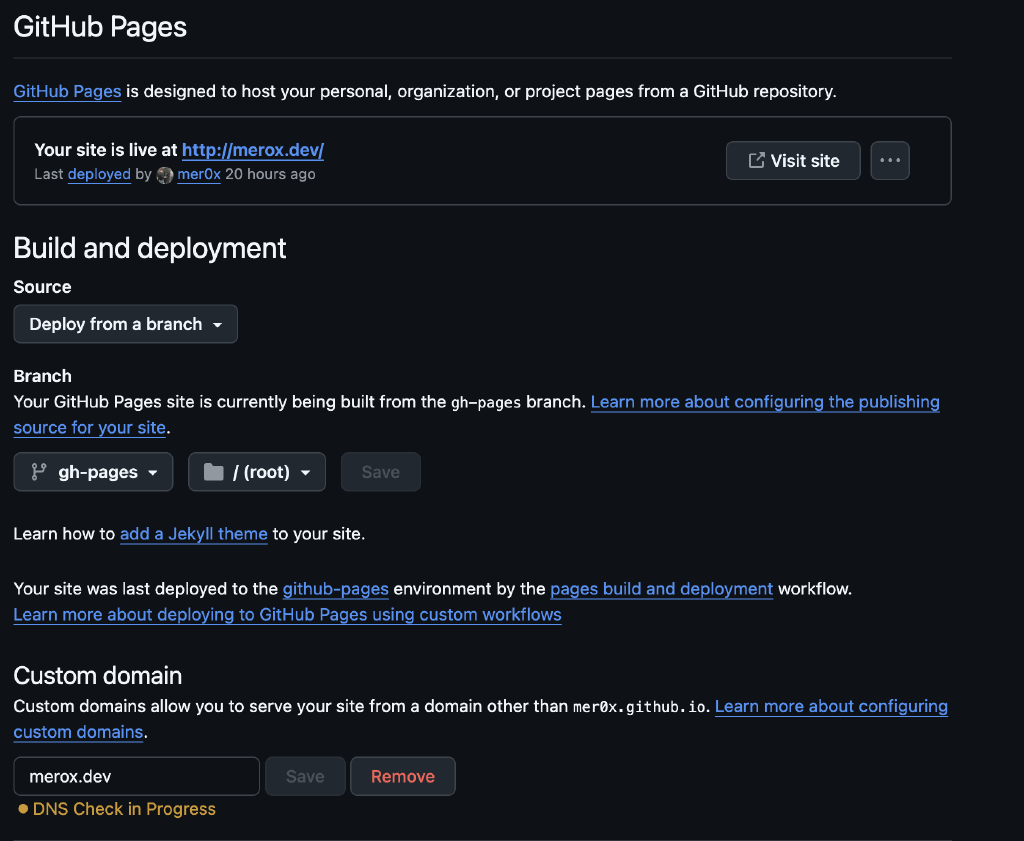 GitHub Pages
GitHub Pages is designed to host your personal, organization, or project pages from a GitHub repository.
Your site is live at http://merox.dev/
Visit site
Last deployed by mer0x 20 hours ago
Build and deployment
Source
Deploy from a branch
Branch
Your GitHub Pages site is currently being built from the gh-pages branch. Learn more about configuring the publishing
source for your site.
gh-pages / (root) Save
Learn how to add a Jekyll theme to your site.
Your site was last deployed to the github-pages environment by the pages build and deployment workflow.
Learn more about deploying to GitHub Pages using custom workflows
Custom domain
Custom domains allow you to serve your site from a domain other than mer0x.github.io. Learn more about configuring
custom domains.
merox.dev Save Remove
DNS Check in Progress